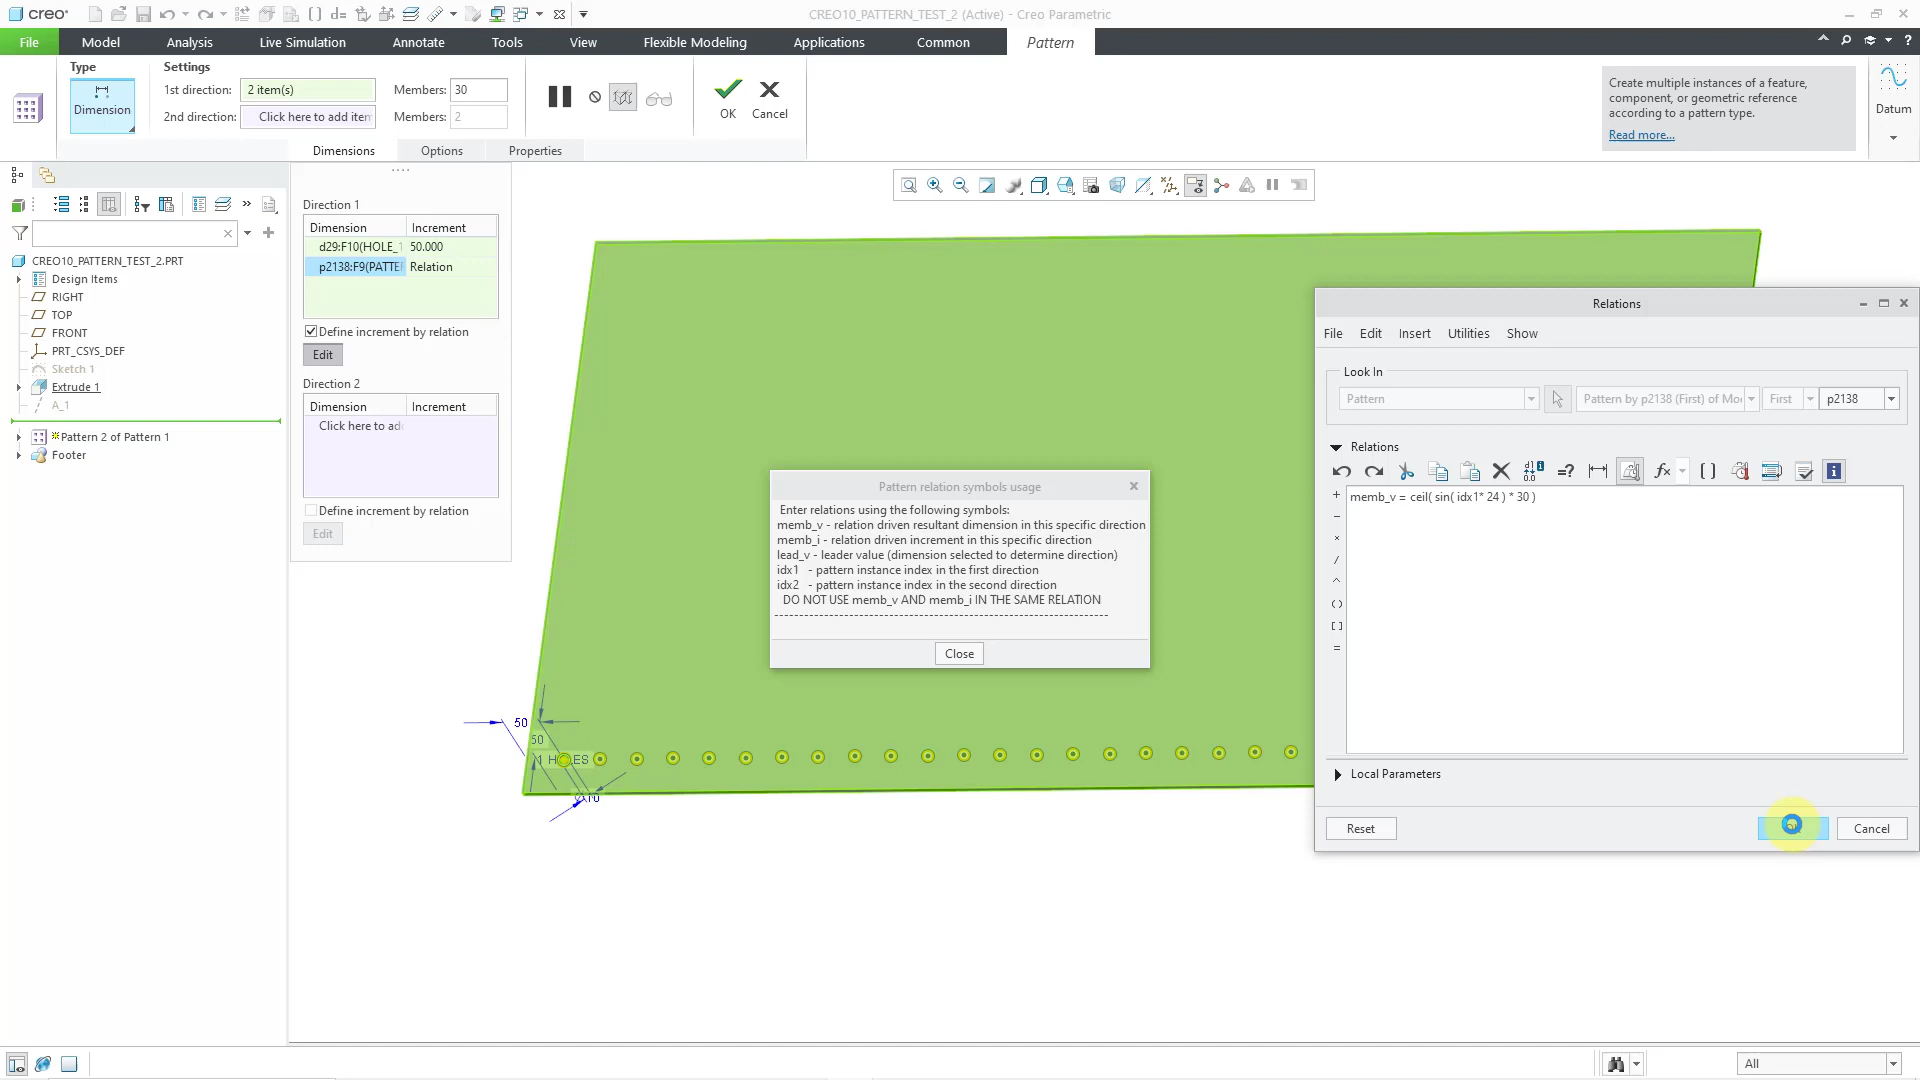 creo
CREO10_PATTERN_TEST_2 (Active) - Creo Parametric
File Model Analysis Live Simulation Annotate Tools View Flexible Modeling Applications Common Pattern
Type
Dimension
Settings
1st direction: 2 item(s) Members: 30
2nd direction: Click here to add item Members: 2
OK Cancel
Create multiple instances of a feature,
component, or geometric reference
according to a pattern type.
Read more...
Datum
Dimensions Options Properties
CREO10_PATTERN_TEST_2.PRT
Design Items
RIGHT
TOP
FRONT
PRT_CSYS_DEF
Sketch 1
Extrude 1
A_1
Pattern 2 of Pattern 1
Footer
Direction 1
Dimension Increment
d29:F10(HOLE_1 50.000
p2138:F9(PATTE Relation
Define increment by relation
Edit
Direction 2
Dimension Increment
Click here to add
Define increment by relation
Edit
50
50
1 HOLES
Ø10
Pattern relation symbols usage
Enter relations using the following symbols:
memb_v - relation driven resultant dimension in this specific direction
memb_i - relation driven increment in this specific direction
lead_v - leader value (dimension selected to determine direction)
idx1 - pattern instance index in the first direction
idx2 - pattern instance index in the second direction
DO NOT USE memb_v AND memb_i IN THE SAME RELATION
--------------------------------------------------------------------
Close
Relations
File Edit Insert Utilities Show
Look In
Pattern Pattern by p2138 (First) of Mo First p2138
Relations
memb_v = ceil( sin( idx1* 24 ) * 30 )
Local Parameters
Reset Cancel
All